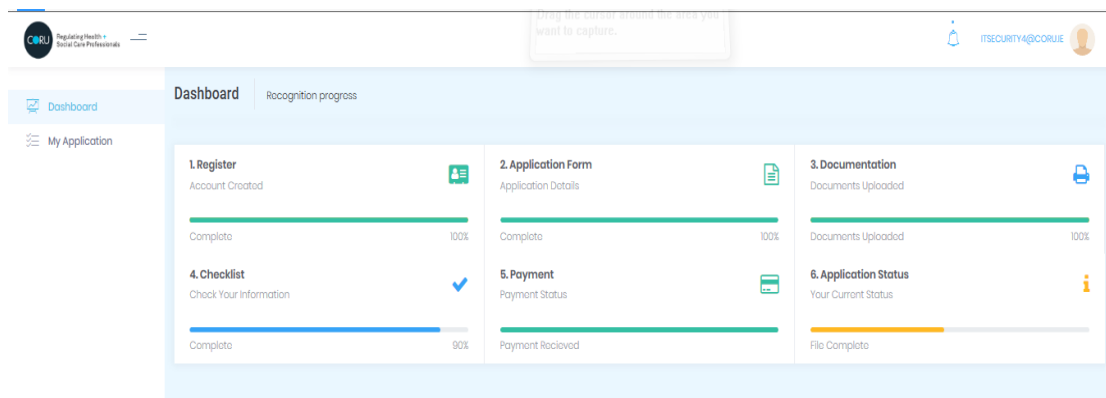 Drag the cursor around the area you
want to capture.
CORU
Regulating Health +
Social Care Professionals
ITSECURITY4@CORU.IE
Dashboard
My Application
Dashboard
Recognition progress
1. Register
Account Created
Complete 100%
2. Application Form
Application Details
Complete 100%
3. Documentation
Documents Uploaded
Documents Uploaded 100%
4. Checklist
Check Your Information
Complete 90%
5. Payment
Payment Status
Payment Recieved
6. Application Status
Your Current Status
File Complete